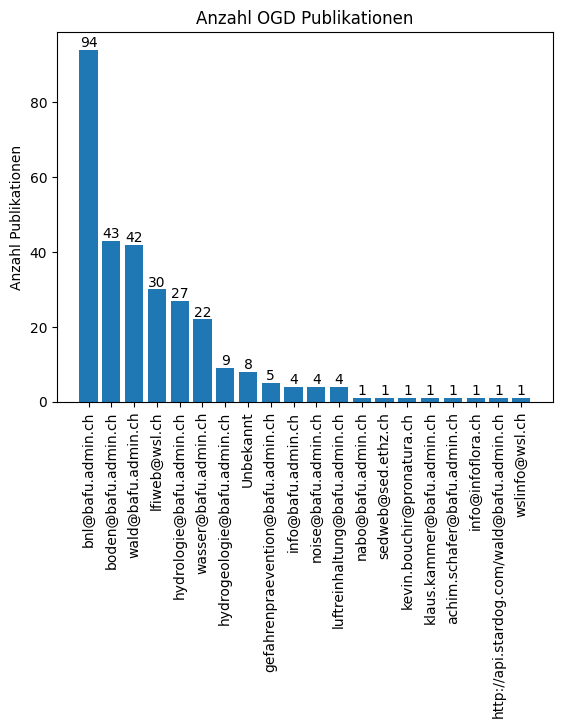 Anzahl OGD Publikationen
Anzahl Publikationen
80
60
40
20
0
94
43
42
30
27
22
9
8
5
4
4
4
1
1
1
1
1
1
1
1
bnl@bafu.admin.ch
boden@bafu.admin.ch
wald@bafu.admin.ch
lfiweb@wsl.ch
hydrologie@bafu.admin.ch
wasser@bafu.admin.ch
hydrogeologie@bafu.admin.ch
Unbekannt
gefahrenpraevention@bafu.admin.ch
info@bafu.admin.ch
noise@bafu.admin.ch
luftreinhaltung@bafu.admin.ch
nabo@bafu.admin.ch
sedweb@sed.ethz.ch
kevin.bouchir@pronatura.ch
klaus.kammer@bafu.admin.ch
achim.schafer@bafu.admin.ch
info@infoflora.ch
http://api.stardog.com/wald@bafu.admin.ch
wslinfo@wsl.ch